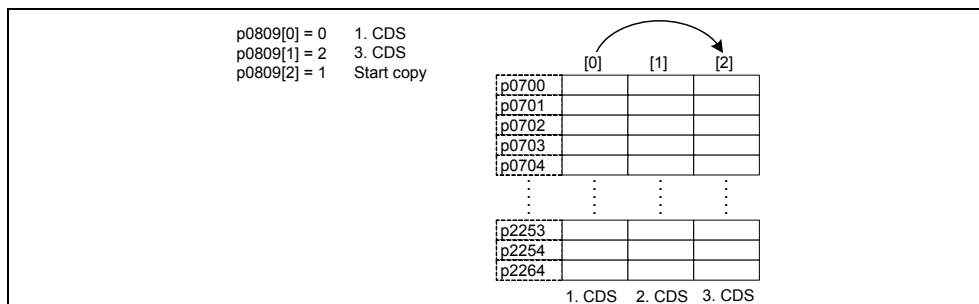 p0809[0] = 0 1. CDS
p0809[1] = 2 3. CDS
p0809[2] = 1 Start copy
[0] [1] [2]
p0700
p0701
p0702
p0703
p0704
p2253
p2254
p2264
1. CDS 2. CDS 3. CDS